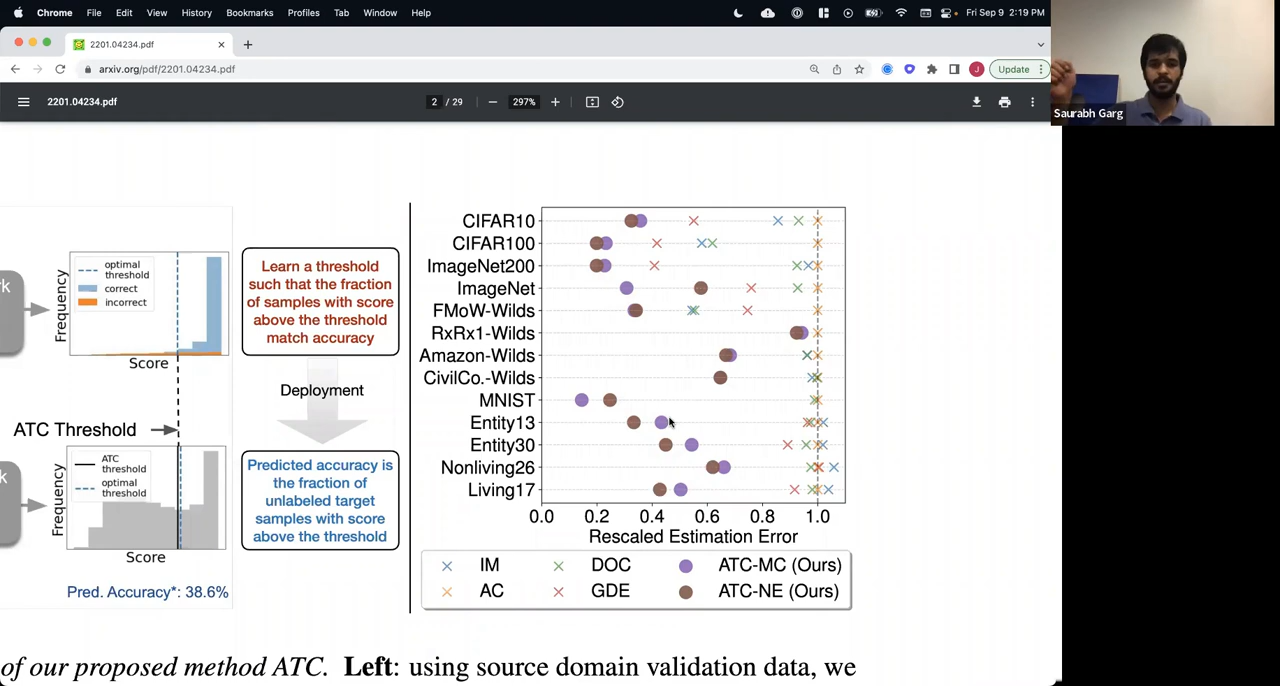 Chrome File Edit View History Bookmarks Profiles Tab Window Help
Fri Sep 9 2:19 PM
2201.04234.pdf
arxiv.org/pdf/2201.04234.pdf
J
Update
2201.04234.pdf
2 / 29
297%
Saurabh Garg
rk
Frequency
optimal
threshold
correct
incorrect
Score
Learn a threshold
such that the fraction
of samples with score
above the threshold
match accuracy
Deployment
ATC Threshold
k
Frequency
ATC
threshold
optimal
threshold
Score
Predicted accuracy is
the fraction of
unlabeled target
samples with score
above the threshold
Pred. Accuracy*: 38.6%
CIFAR10
CIFAR100
ImageNet200
ImageNet
FMoW-Wilds
RxRx1-Wilds
Amazon-Wilds
CivilCo.-Wilds
MNIST
Entity13
Entity30
Nonliving26
Living17
0.0 0.2 0.4 0.6 0.8 1.0
Rescaled Estimation Error
IM DOC ATC-MC (Ours)
AC GDE ATC-NE (Ours)
of our proposed method ATC. Left: using source domain validation data, we